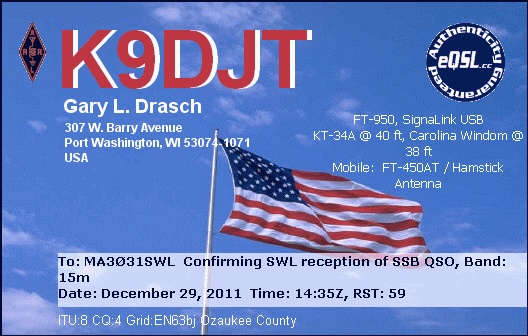 K9DJT
Authenticity
eQSL.cc
Guaranteed
Gary L. Drasch
307 W. Barry Avenue
Port Washington, WI 53074-1071
USA
FT-950, SignaLink USB
KT-34A @ 40 ft, Carolina Windom @
38 ft
Mobile:  FT-450AT / Hamstick
Antenna
To: MA3Ø31SWL  Confirming SWL reception of SSB QSO, Band:
15m
Date: December 29, 2011  Time: 14:35Z, RST: 59
ITU:8 CQ:4 Grid:EN63bj Ozaukee County